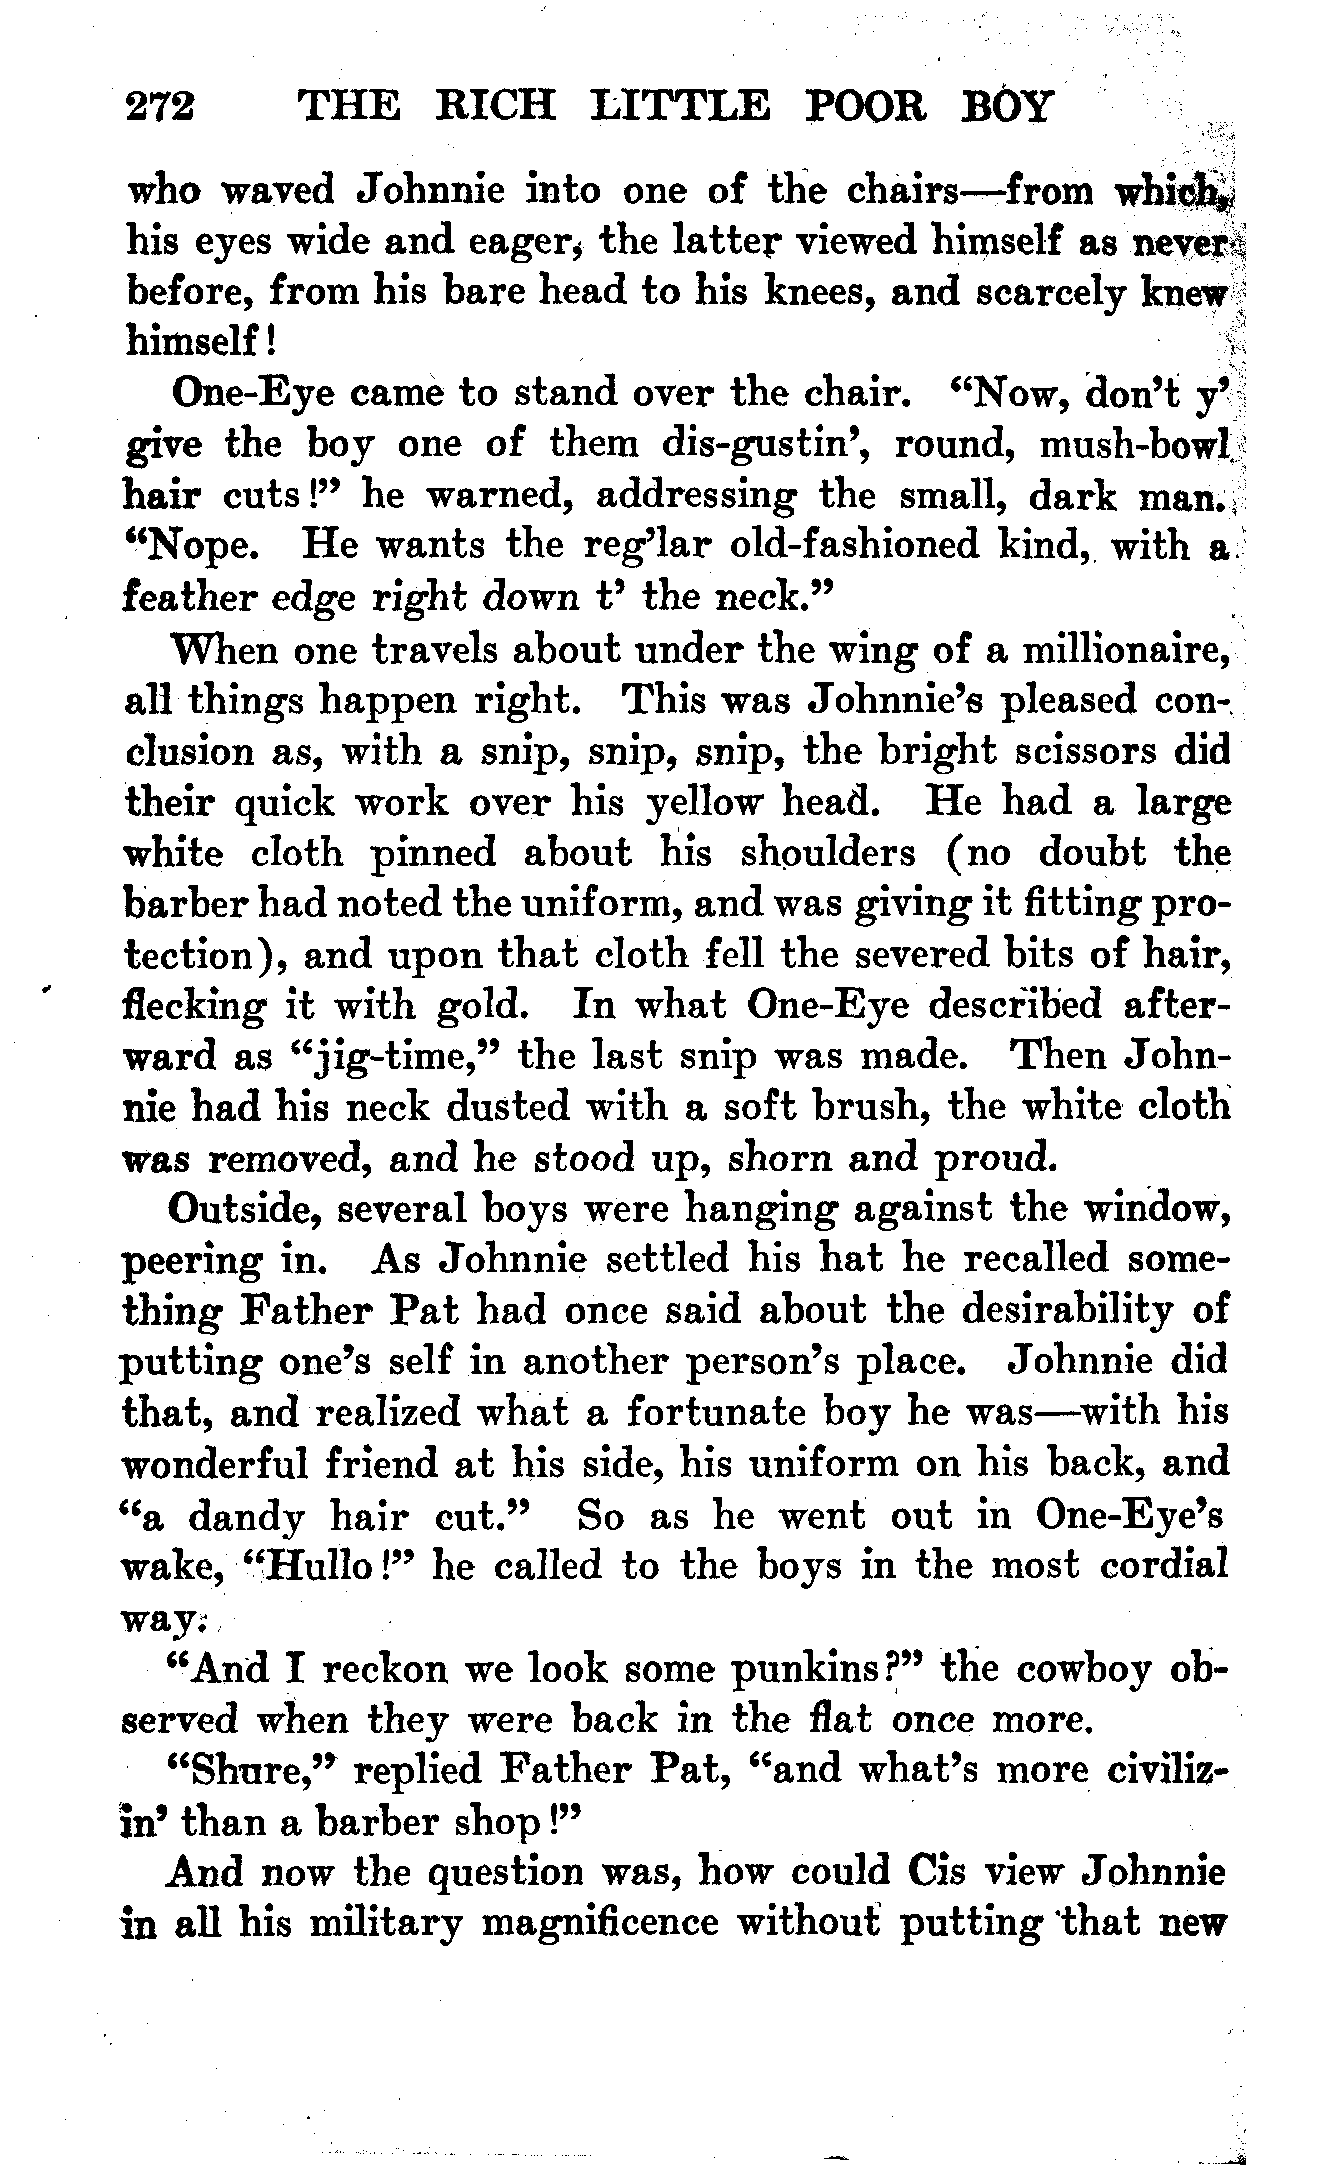 272 THE RICH LITTLE POOR BOY
who waved Johnnie into one of the chairs—from which,
his eyes wide and eager, the latter viewed himself as never
before, from his bare head to his knees, and scarcely knew
himself!
One-Eye came to stand over the chair. “Now, don’t y’
give the boy one of them dis-gustin’, round, mush-bowl
hair cuts!” he warned, addressing the small, dark man.
“Nope. He wants the reg’lar old-fashioned kind, with a
feather edge right down t’ the neck.”
When one travels about under the wing of a millionaire,
all things happen right. This was Johnnie’s pleased con-
clusion as, with a snip, snip, snip, the bright scissors did
their quick work over his yellow head. He had a large
white cloth pinned about his shoulders (no doubt the
barber had noted the uniform, and was giving it fitting pro-
tection), and upon that cloth fell the severed bits of hair,
flecking it with gold. In what One-Eye described after-
ward as “jig-time,” the last snip was made. Then John-
nie had his neck dusted with a soft brush, the white cloth
was removed, and he stood up, shorn and proud.
Outside, several boys were hanging against the window,
peering in. As Johnnie settled his hat he recalled some-
thing Father Pat had once said about the desirability of
putting one’s self in another person’s place. Johnnie did
that, and realized what a fortunate boy he was—with his
wonderful friend at his side, his uniform on his back, and
“a dandy hair cut.” So as he went out in One-Eye’s
wake, “Hullo!” he called to the boys in the most cordial
way.
“And I reckon we look some punkins?” the cowboy ob-
served when they were back in the flat once more.
“Shure,” replied Father Pat, “and what’s more civiliz-
in’ than a barber shop!”
And now the question was, how could Cis view Johnnie
in all his military magnificence without putting that new